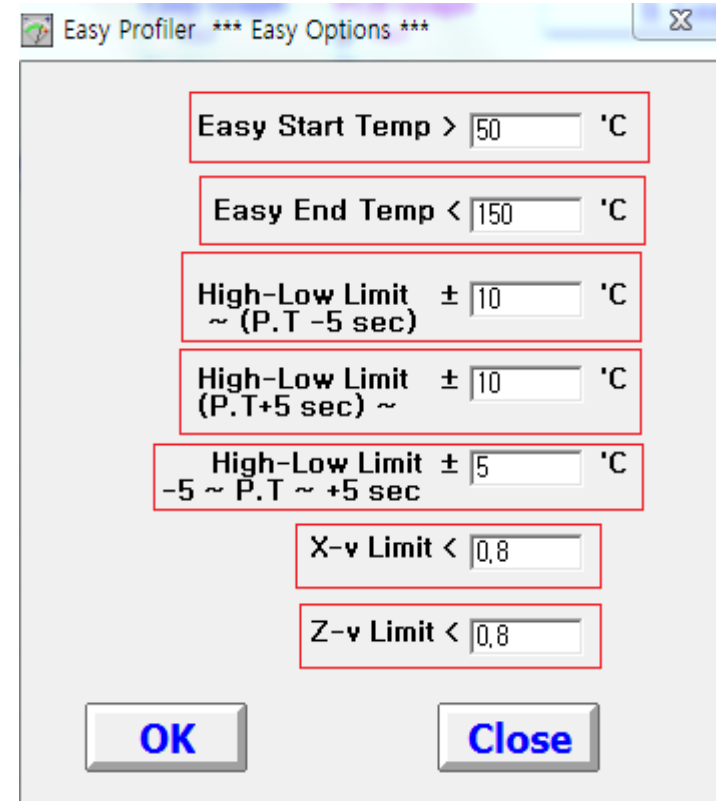 Easy Profiler *** Easy Options ***
Easy Start Temp > 50 'C
Easy End Temp < 150 'C
High-Low Limit ± 10 'C
~ (P.T -5 sec)
High-Low Limit ± 10 'C
(P.T+5 sec) ~
High-Low Limit ± 5 'C
-5 ~ P.T ~ +5 sec
X-v Limit < 0.8
Z-v Limit < 0.8
OK Close